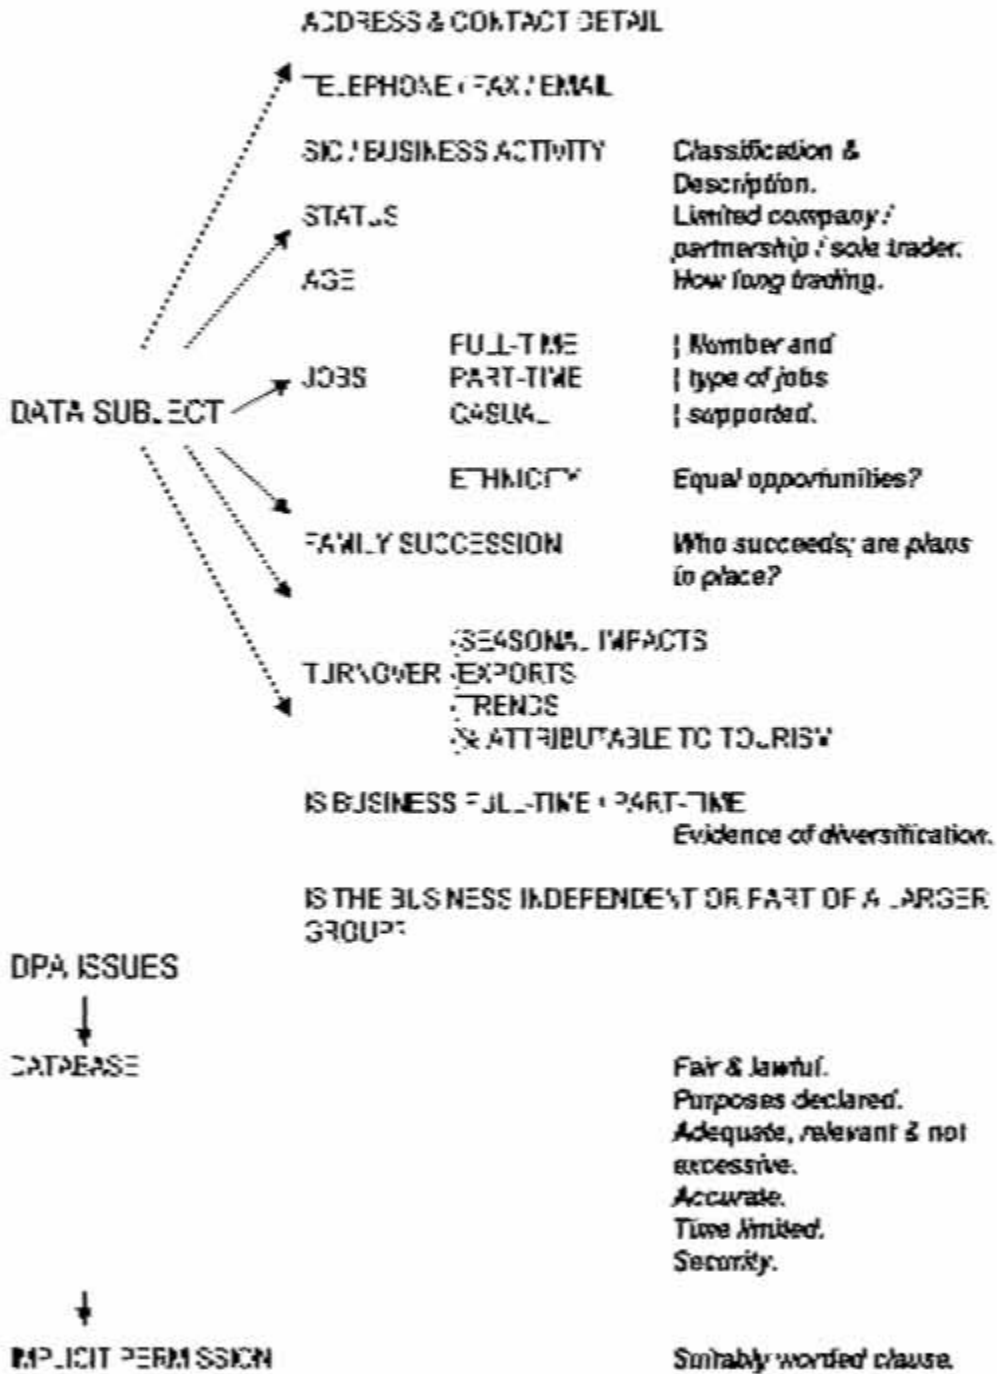 ADDRESS & CONTACT DETAIL
TELEPHONE / FAX / EMAIL
SIC / BUSINESS ACTIVITY Classification &
Description.
STATUS Limited company /
partnership / sole trader.
AGE How long trading.
FULL-TIME | Number and
JOBS PART-TIME | type of jobs
DATA SUBJECT CASUAL | supported.
ETHNICITY Equal opportunities?
FAMILY SUCCESSION Who succeeds; are plans
in place?
SEASONAL IMPACTS
TURNOVER EXPORTS
TRENDS
% ATTRIBUTABLE TO TOURISM
IS BUSINESS FULL-TIME / PART-TIME
Evidence of diversification.
IS THE BUSINESS INDEPENDENT OR PART OF A LARGER
GROUP?
DPA ISSUES
DATABASE Fair & lawful.
Purposes declared.
Adequate, relevant & not
excessive.
Accurate.
Time limited.
Security.
IMPLICIT PERMISSION Suitably worded clause.